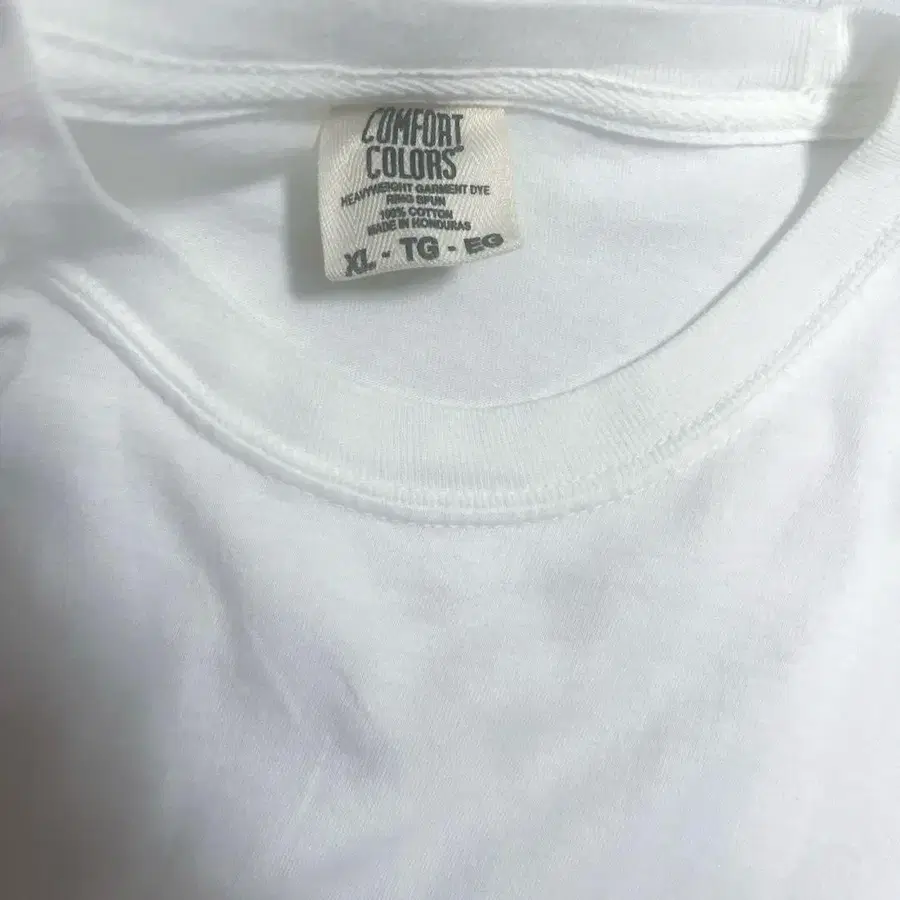 COMFORT
COLORS®
HEAVYWEIGHT GARMENT DYE
RING SPUN
100% COTTON
MADE IN HONDURAS
XL - TG - EG